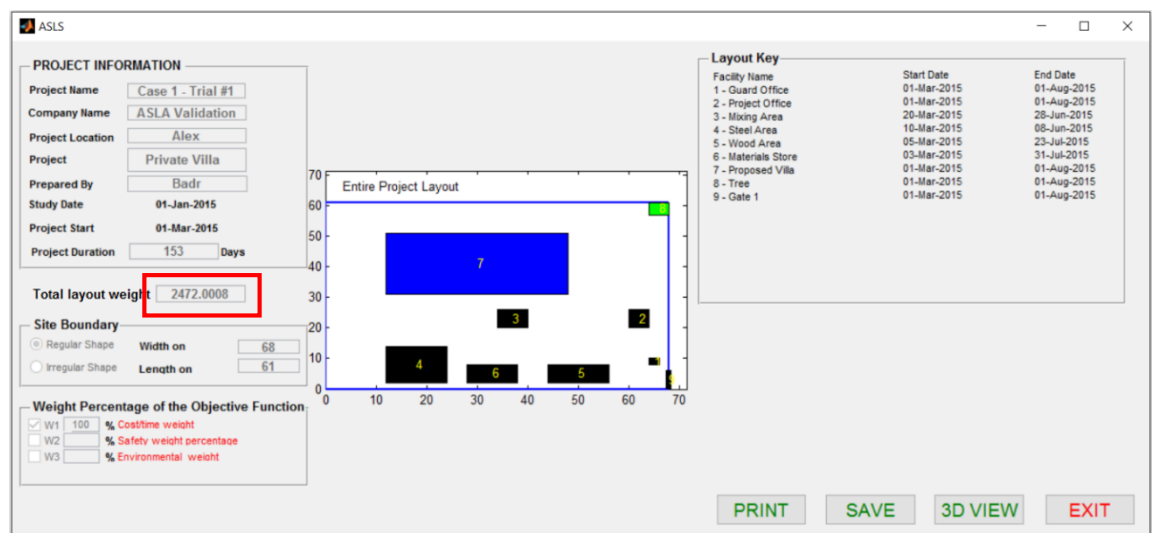 ASLS
PROJECT INFORMATION
Project Name Case 1 - Trial #1
Company Name ASLA Validation
Project Location Alex
Project Private Villa
Prepared By Badr
Study Date 01-Jan-2015
Project Start 01-Mar-2015
Project Duration 153 Days
Total layout weight 2472.0008
Site Boundary
Regular Shape Width on 68
Irregular Shape Length on 61
Weight Percentage of the Objective Function
W1 100 % Cost/time weight
W2 % Safety weight percentage
W3 % Environmental weight
Entire Project Layout
70
60
50
40
30
20
10
0
0 10 20 30 40 50 60 70
8
7
3 2
4 6 5 1
9
Layout Key
Facility Name Start Date End Date
1 - Guard Office 01-Mar-2015 01-Aug-2015
2 - Project Office 01-Mar-2015 01-Aug-2015
3 - Mixing Area 20-Mar-2015 28-Jun-2015
4 - Steel Area 10-Mar-2015 08-Jun-2015
5 - Wood Area 05-Mar-2015 23-Jul-2015
6 - Materials Store 03-Mar-2015 31-Jul-2015
7 - Proposed Villa 01-Mar-2015 01-Aug-2015
8 - Tree 01-Mar-2015 01-Aug-2015
9 - Gate 1 01-Mar-2015 01-Aug-2015
PRINT SAVE 3D VIEW EXIT